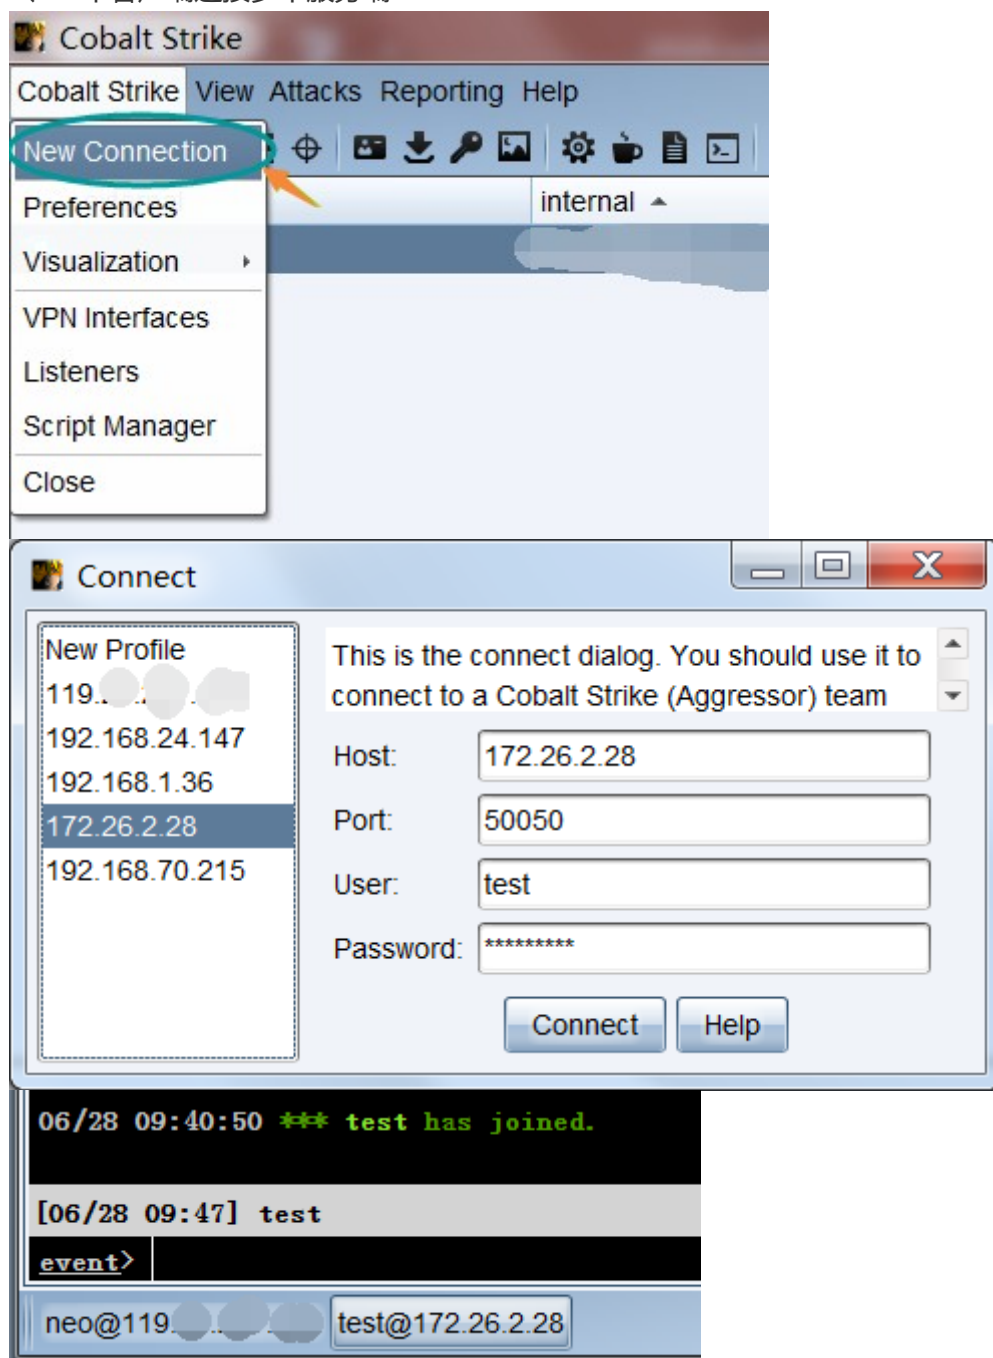 Cobalt Strike
Cobalt Strike View Attacks Reporting Help
New Connection
internal
Preferences
Visualization
VPN Interfaces
Listeners
Script Manager
Close
Connect
New Profile
119.
192.168.24.147
192.168.1.36
172.26.2.28
192.168.70.215
This is the connect dialog. You should use it to
connect to a Cobalt Strike (Aggressor) team
Host: 172.26.2.28
Port: 50050
User: test
Password: *********
Connect Help
06/28 09:40:50 *** test has joined.
[06/28 09:47] test
event>
neo@119. test@172.26.2.28